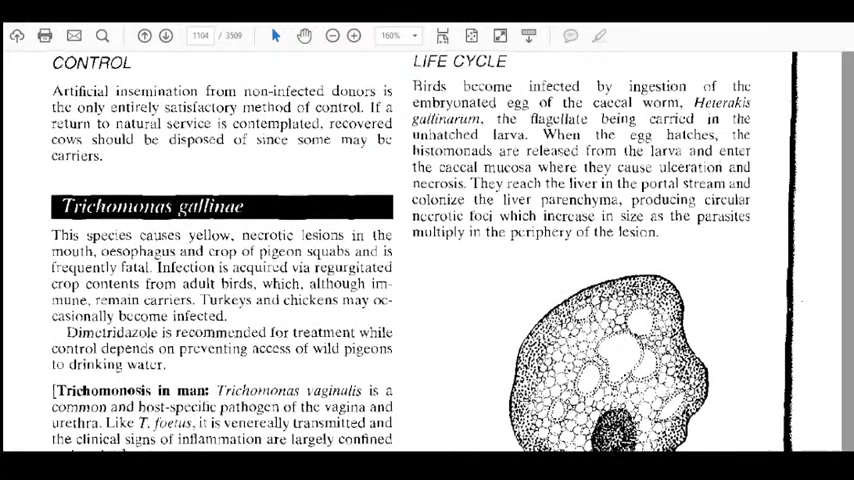 1104 / 3509
160%
CONTROL
Artificial insemination from non-infected donors is
the only entirely satisfactory method of control. If a
return to natural service is contemplated, recovered
cows should be disposed of since some may be
carriers.
Trichomonas gallinae
This species causes yellow, necrotic lesions in the
mouth, oesophagus and crop of pigeon squabs and is
frequently fatal. Infection is acquired via regurgitated
crop contents from adult birds, which, although im-
mune, remain carriers. Turkeys and chickens may oc-
casionally become infected.
Dimetridazole is recommended for treatment while
control depends on preventing access of wild pigeons
to drinking water.
[Trichomonosis in man: Trichomonas vaginalis is a
common and host-specific pathogen of the vagina and
urethra. Like T. foetus, it is venereally transmitted and
the clinical signs of inflammation are largely confined
LIFE CYCLE
Birds become infected by ingestion of the
embryonated egg of the caecal worm, Heterakis
gallinarum, the flagellate being carried in the
unhatched larva. When the egg hatches, the
histomonads are released from the larva and enter
the caecal mucosa where they cause ulceration and
necrosis. They reach the liver in the portal stream and
colonize the liver parenchyma, producing circular
necrotic foci which increase in size as the parasites
multiply in the periphery of the lesion.